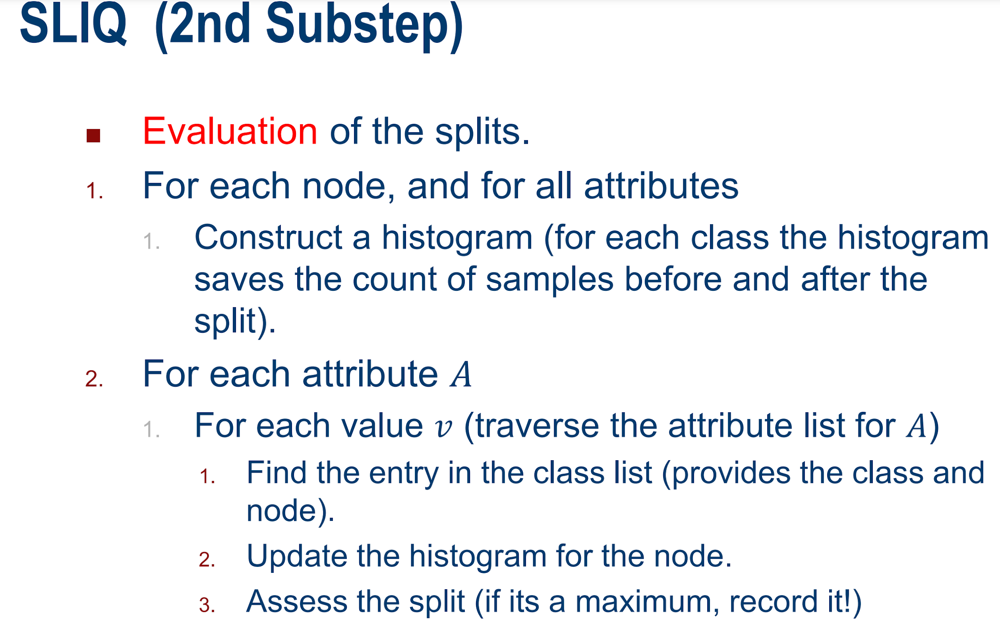 SLIQ (2nd Substep)
■ Evaluation of the splits.
1. For each node, and for all attributes
1. Construct a histogram (for each class the histogram
saves the count of samples before and after the
split).
2. For each attribute A
1. For each value v (traverse the attribute list for A)
1. Find the entry in the class list (provides the class and
node).
2. Update the histogram for the node.
3. Assess the split (if its a maximum, record it!)